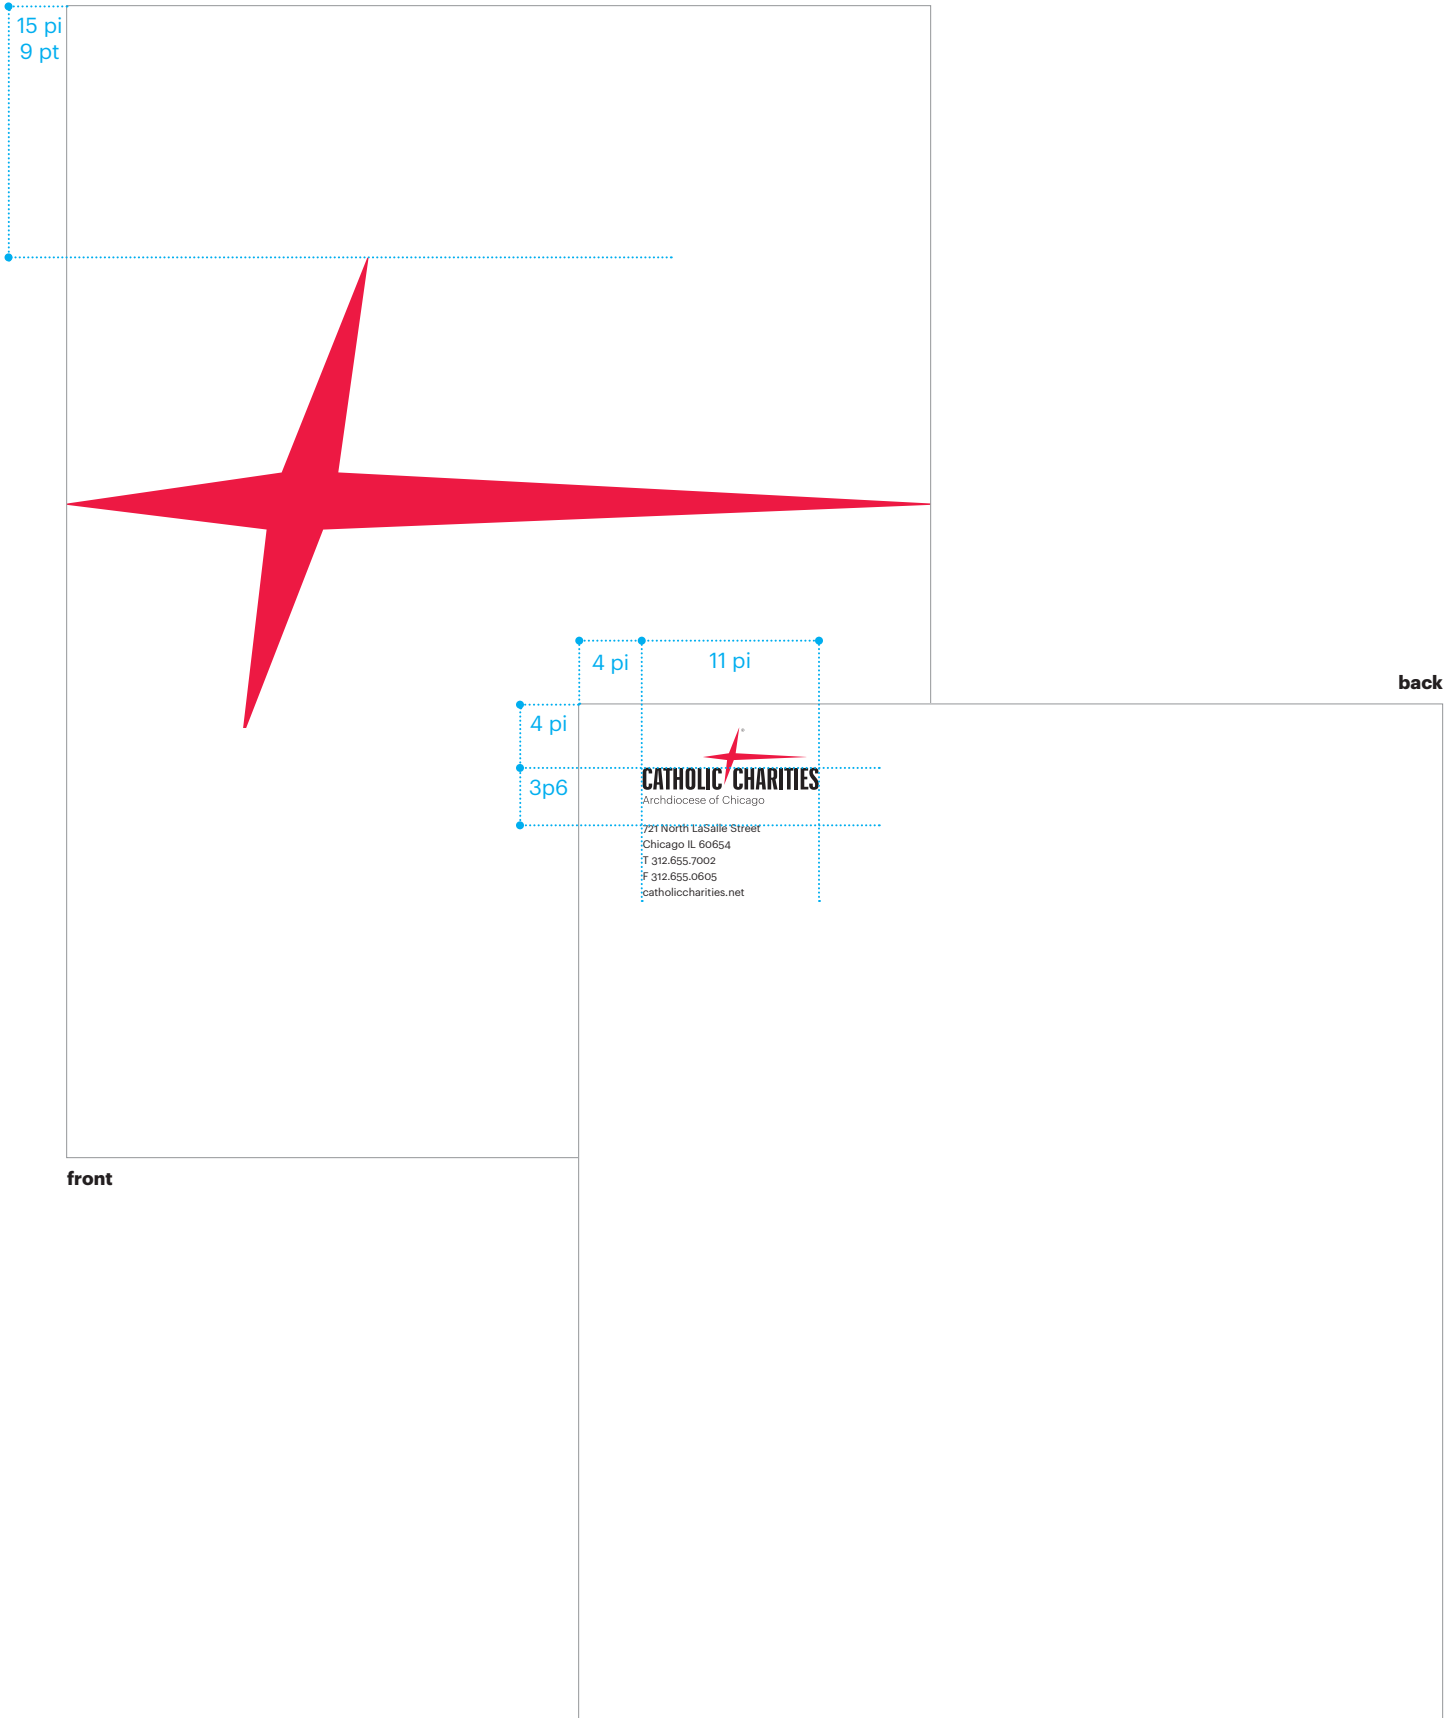 15 pi
9 pt
4 pi
11 pi
back
4 pi
®
CATHOLIC CHARITIES
3p6
Archdiocese of Chicago
721 North LaSalle Street
Chicago IL 60654
T 312.655.7002
F 312.655.0605
catholiccharities.net
front